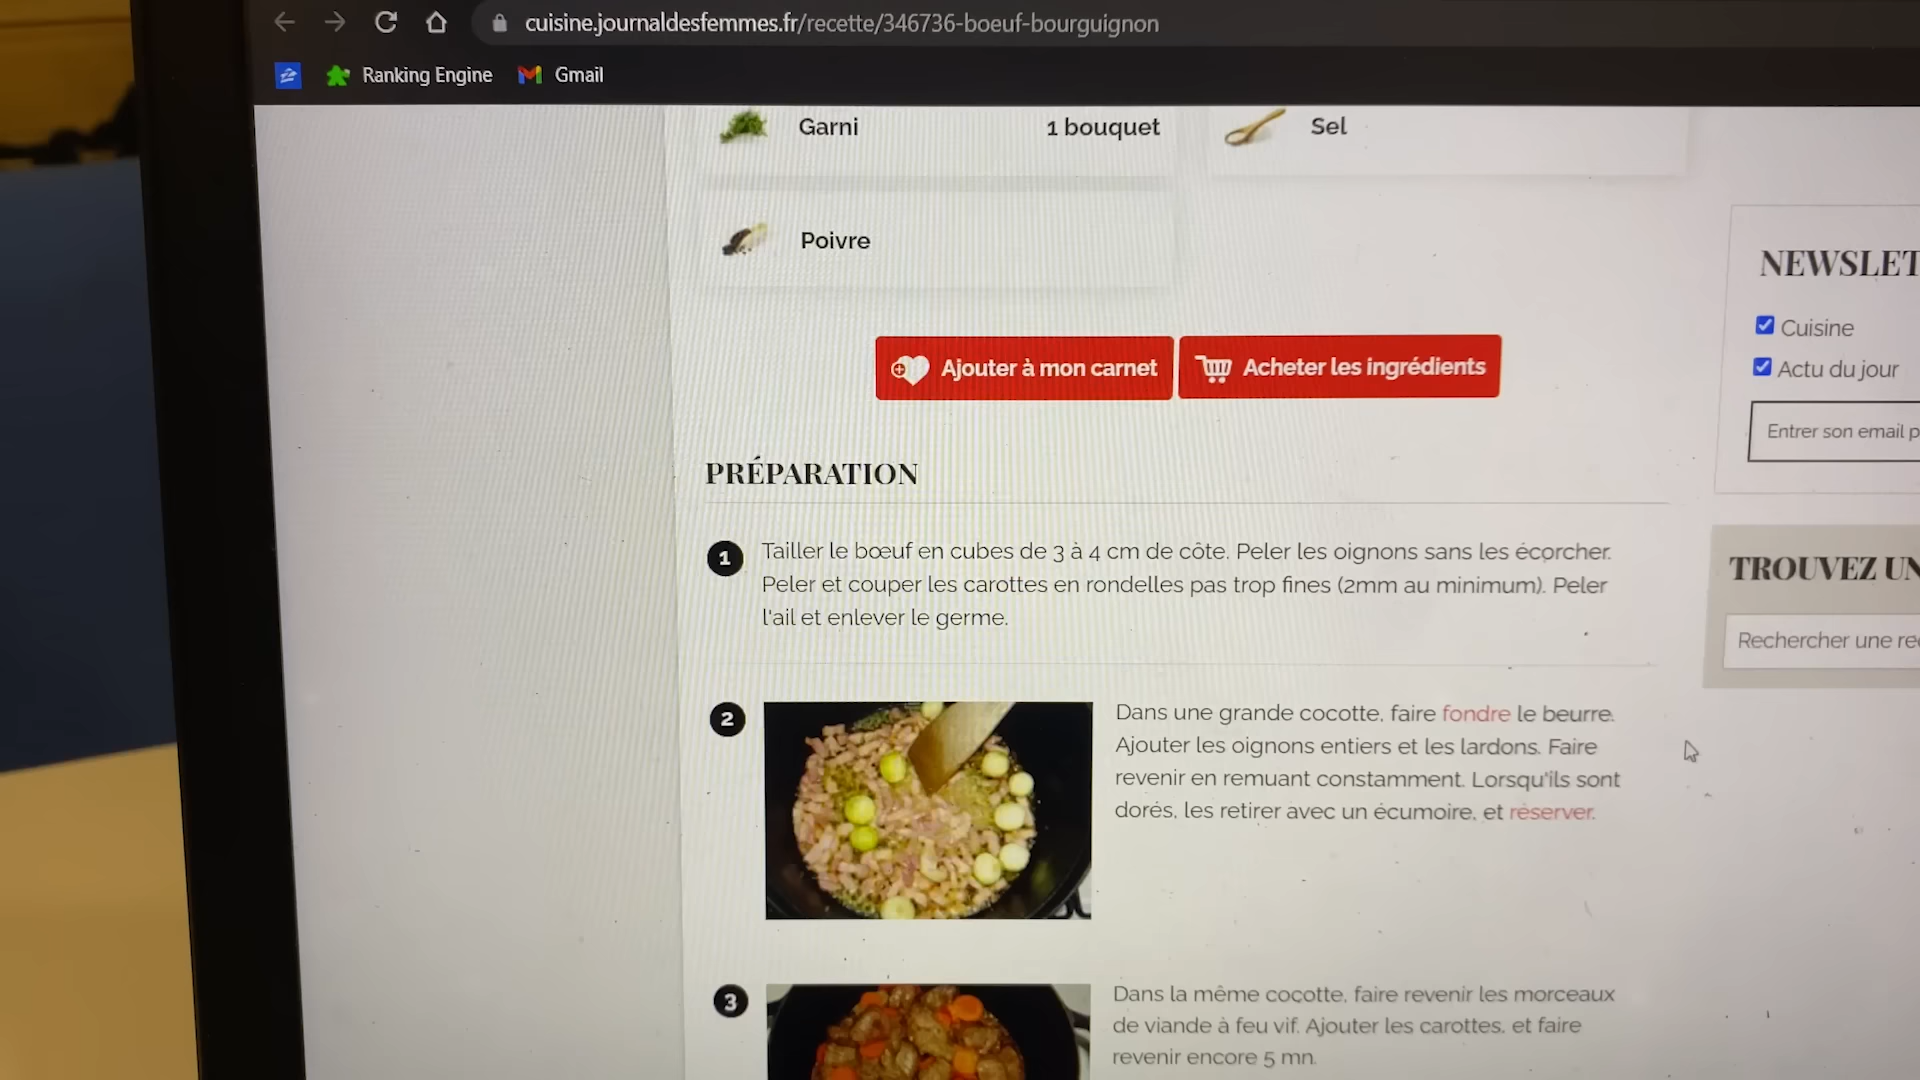 cuisine.journaldesfemmes.fr/recette/346736-boeuf-bourguignon
Ranking Engine Gmail
Garni 1 bouquet Sel
Poivre
Ajouter à mon carnet Acheter les ingrédients
NEWSLET
Cuisine
Actu du jour
Entrer son email p
PRÉPARATION
1 Tailler le bœuf en cubes de 3 à 4 cm de côte. Peler les oignons sans les écorcher.
Peler et couper les carottes en rondelles pas trop fines (2mm au minimum). Peler
l'ail et enlever le germe.
TROUVEZ UN
Rechercher une re
2 Dans une grande cocotte, faire fondre le beurre.
Ajouter les oignons entiers et les lardons. Faire
revenir en remuant constamment. Lorsqu'ils sont
dorés, les retirer avec un écumoire, et réserver.
3 Dans la même cocotte, faire revenir les morceaux
de viande à feu vif. Ajouter les carottes, et faire
revenir encore 5 mn.